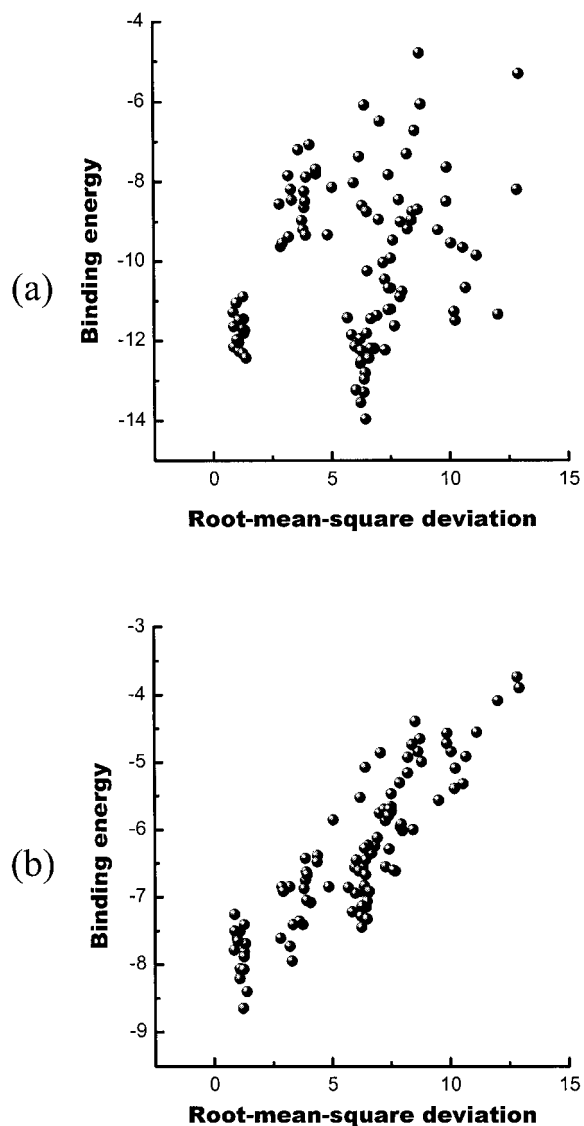 (a)
Binding energy
-4
-6
-8
-10
-12
-14
0 5 10 15
Root-mean-square deviation
(b)
Binding energy
-3
-4
-5
-6
-7
-8
-9
0 5 10 15
Root-mean-square deviation